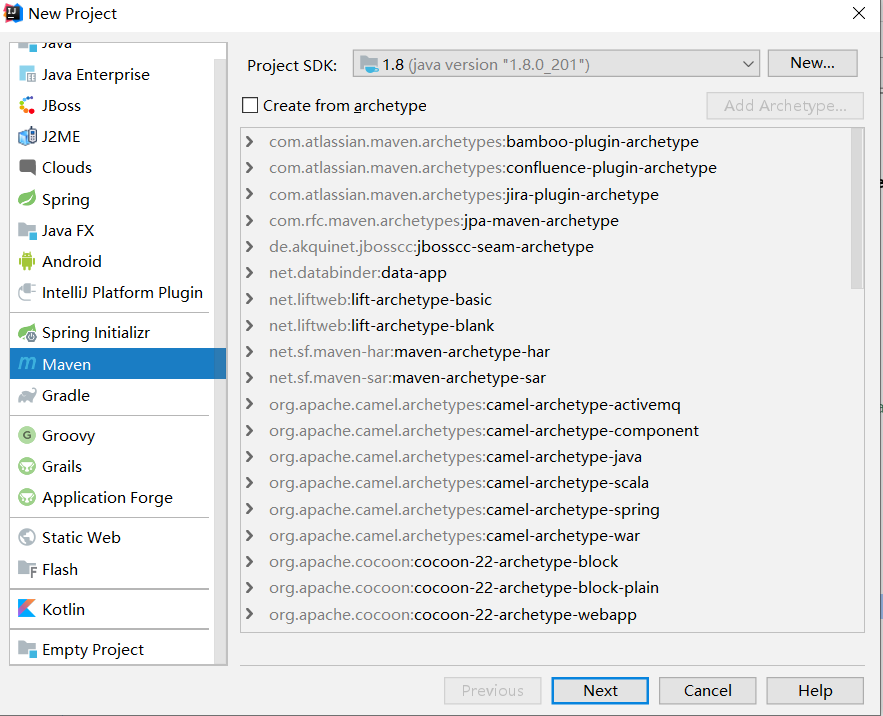 New Project
Java
Java Enterprise
JBoss
J2ME
Clouds
Spring
Java FX
Android
IntelliJ Platform Plugin
Spring Initializr
Maven
Gradle
Groovy
Grails
Application Forge
Static Web
Flash
Kotlin
Empty Project
Project SDK: 1.8 (java version "1.8.0_201") New...
Create from archetype Add Archetype...
com.atlassian.maven.archetypes:bamboo-plugin-archetype
com.atlassian.maven.archetypes:confluence-plugin-archetype
com.atlassian.maven.archetypes:jira-plugin-archetype
com.rfc.maven.archetypes:jpa-maven-archetype
de.akquinet.jbosscc:jbosscc-seam-archetype
net.databinder:data-app
net.liftweb:lift-archetype-basic
net.liftweb:lift-archetype-blank
net.sf.maven-har:maven-archetype-har
net.sf.maven-sar:maven-archetype-sar
org.apache.camel.archetypes:camel-archetype-activemq
org.apache.camel.archetypes:camel-archetype-component
org.apache.camel.archetypes:camel-archetype-java
org.apache.camel.archetypes:camel-archetype-scala
org.apache.camel.archetypes:camel-archetype-spring
org.apache.camel.archetypes:camel-archetype-war
org.apache.cocoon:cocoon-22-archetype-block
org.apache.cocoon:cocoon-22-archetype-block-plain
org.apache.cocoon:cocoon-22-archetype-webapp
Previous Next Cancel Help